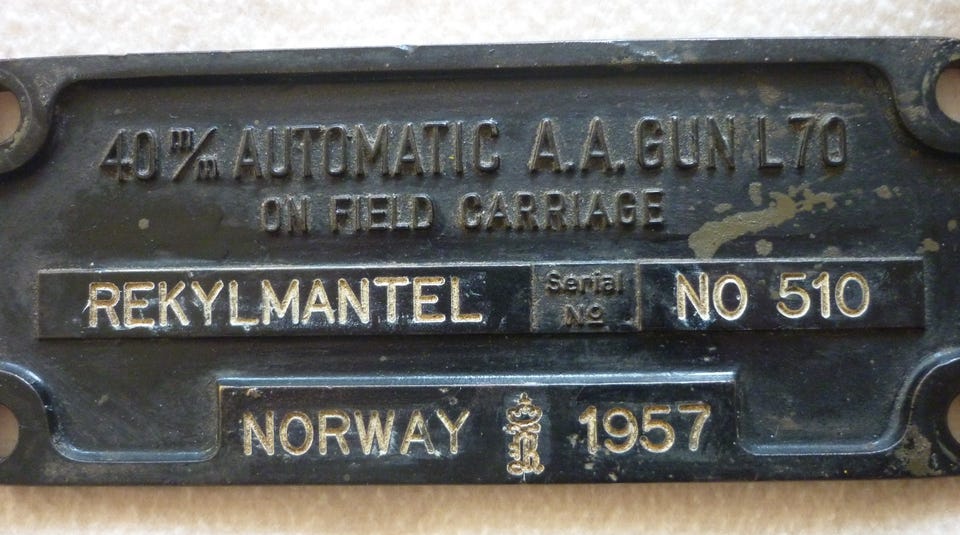 40 m/m AUTOMATIC A.A. GUN L70
ON FIELD CARRIAGE
REKYLMANTEL Serial Nº NO 510
NORWAY 1957